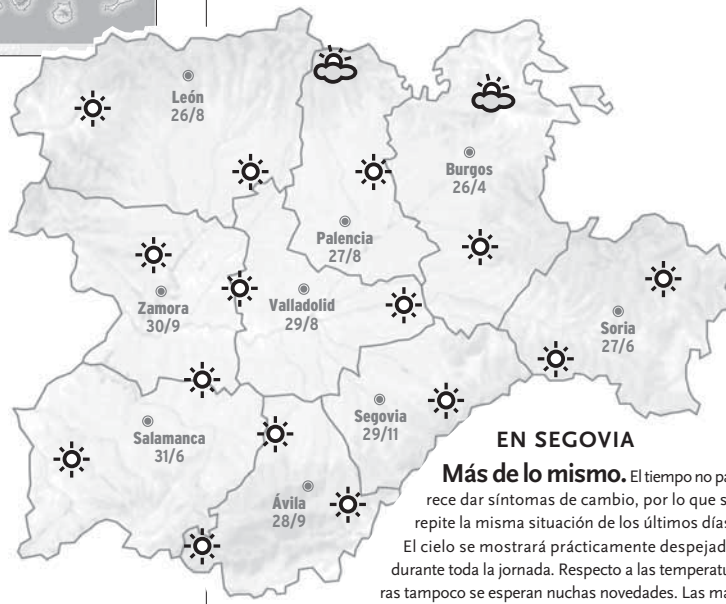 León
26/8
Burgos
26/4
Palencia
27/8
Zamora
30/9
Valladolid
29/8
Soria
27/6
Segovia
29/11
Salamanca
31/6
Ávila
28/9
EN SEGOVIA
Más de lo mismo. El tiempo no pa
rece dar síntomas de cambio, por lo que s
repite la misma situación de los últimos días
El cielo se mostrará prácticamente despejad
durante toda la jornada. Respecto a las temperatu
ras tampoco se esperan nuchas novedades. Las má